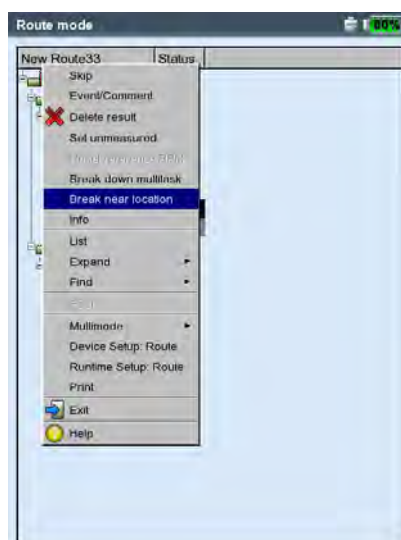 Route mode
80%
New Route33 Status
Skip
Event/Comment
Delete result
Set unmeasured
Break down multitask
Break near location
Info
List
Expand
Find
Multimode
Device Setup: Route
Runtime Setup: Route
Print
Exit
Help